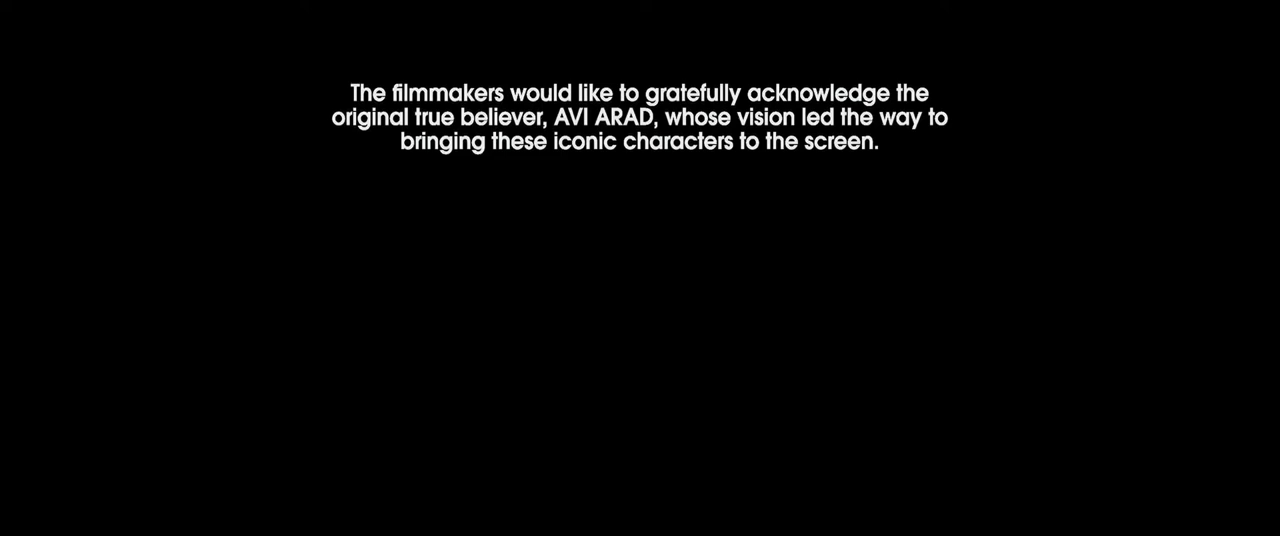 The filmmakers would like to gratefully acknowledge the
original true believer, AVI ARAD, whose vision led the way to
bringing these iconic characters to the screen.